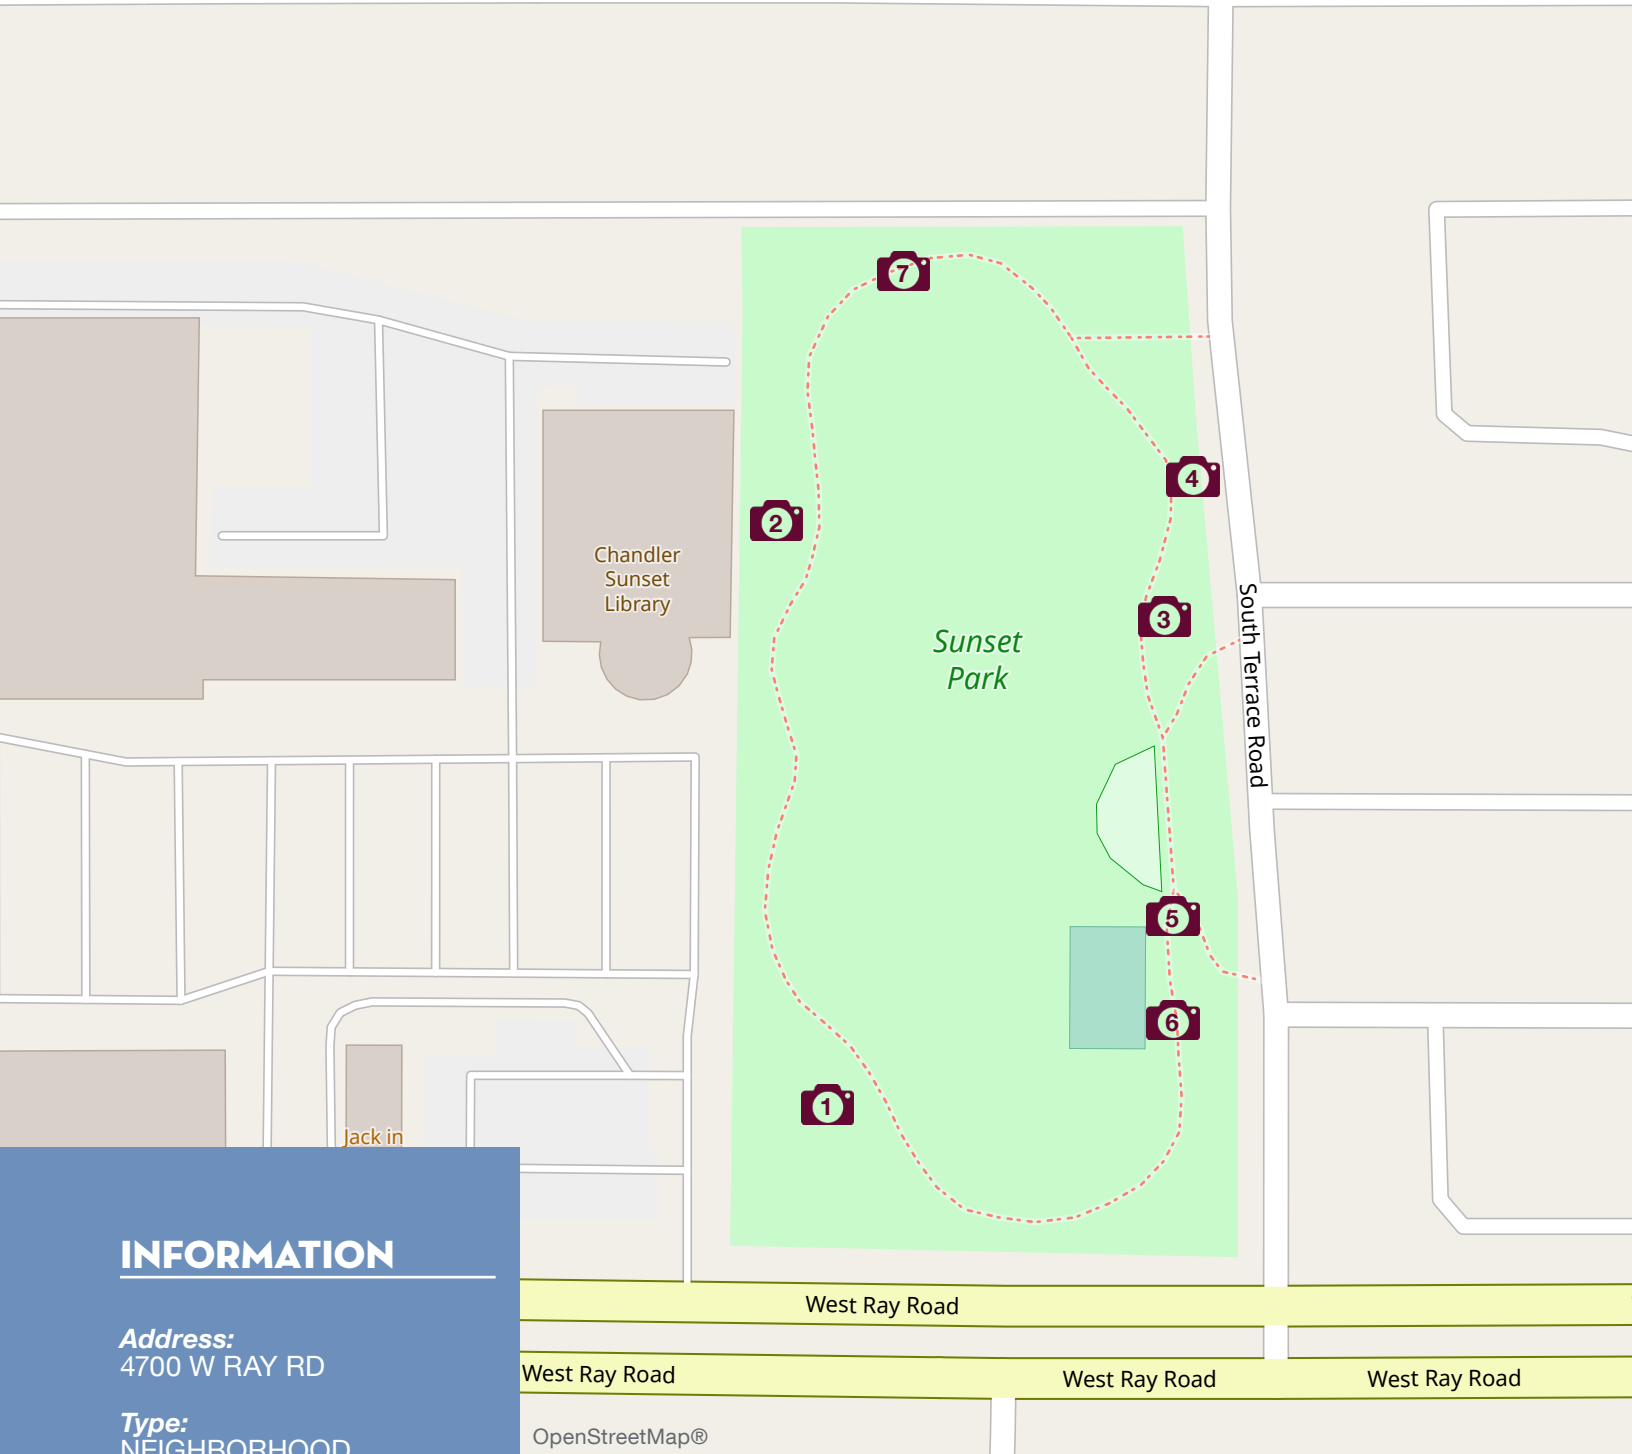 7
4
2
Chandler
Sunset
Library
3
Sunset
Park
South Terrace Road
5
6
1
Jack in
INFORMATION
West Ray Road
Address:
4700 W RAY RD
West Ray Road
West Ray Road
West Ray Road
Type:
NEIGHBORHOOD
OpenStreetMap®